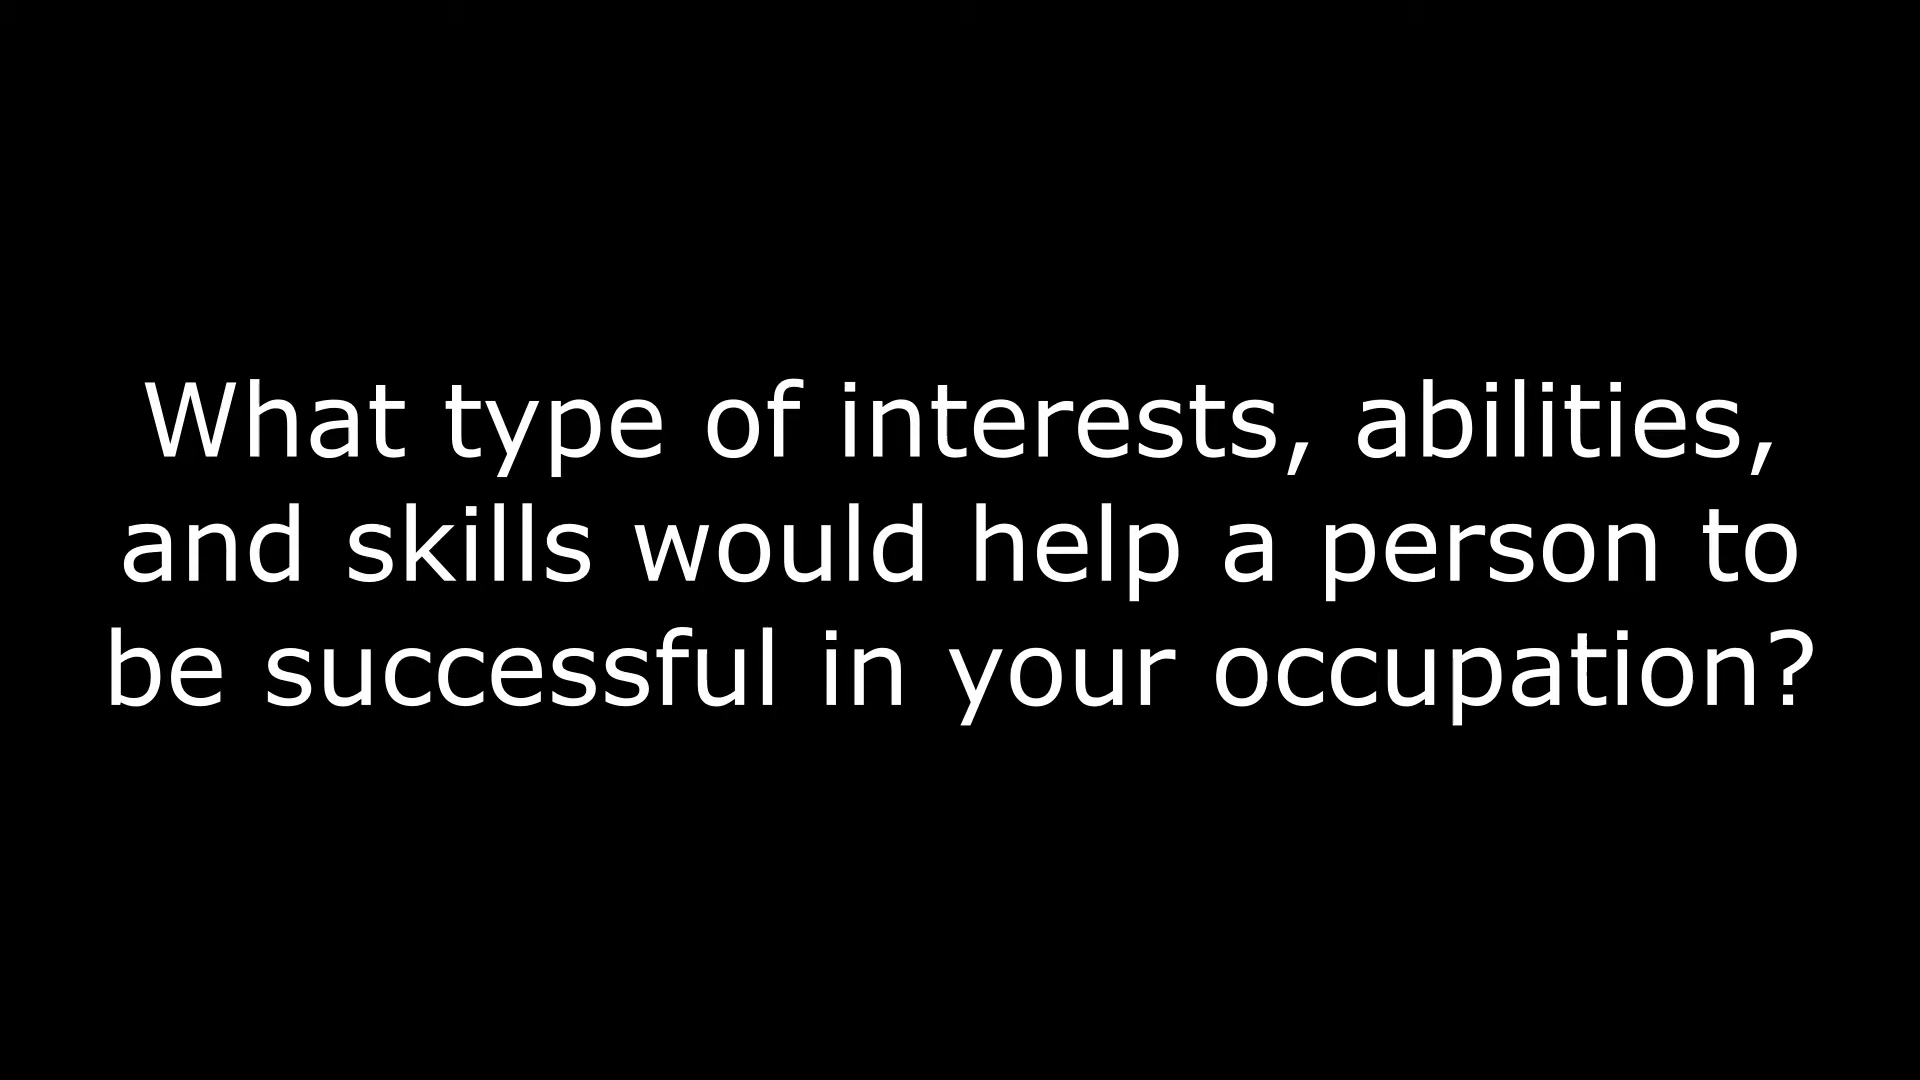 What type of interests, abilities,
and skills would help a person to
be successful in your occupation?